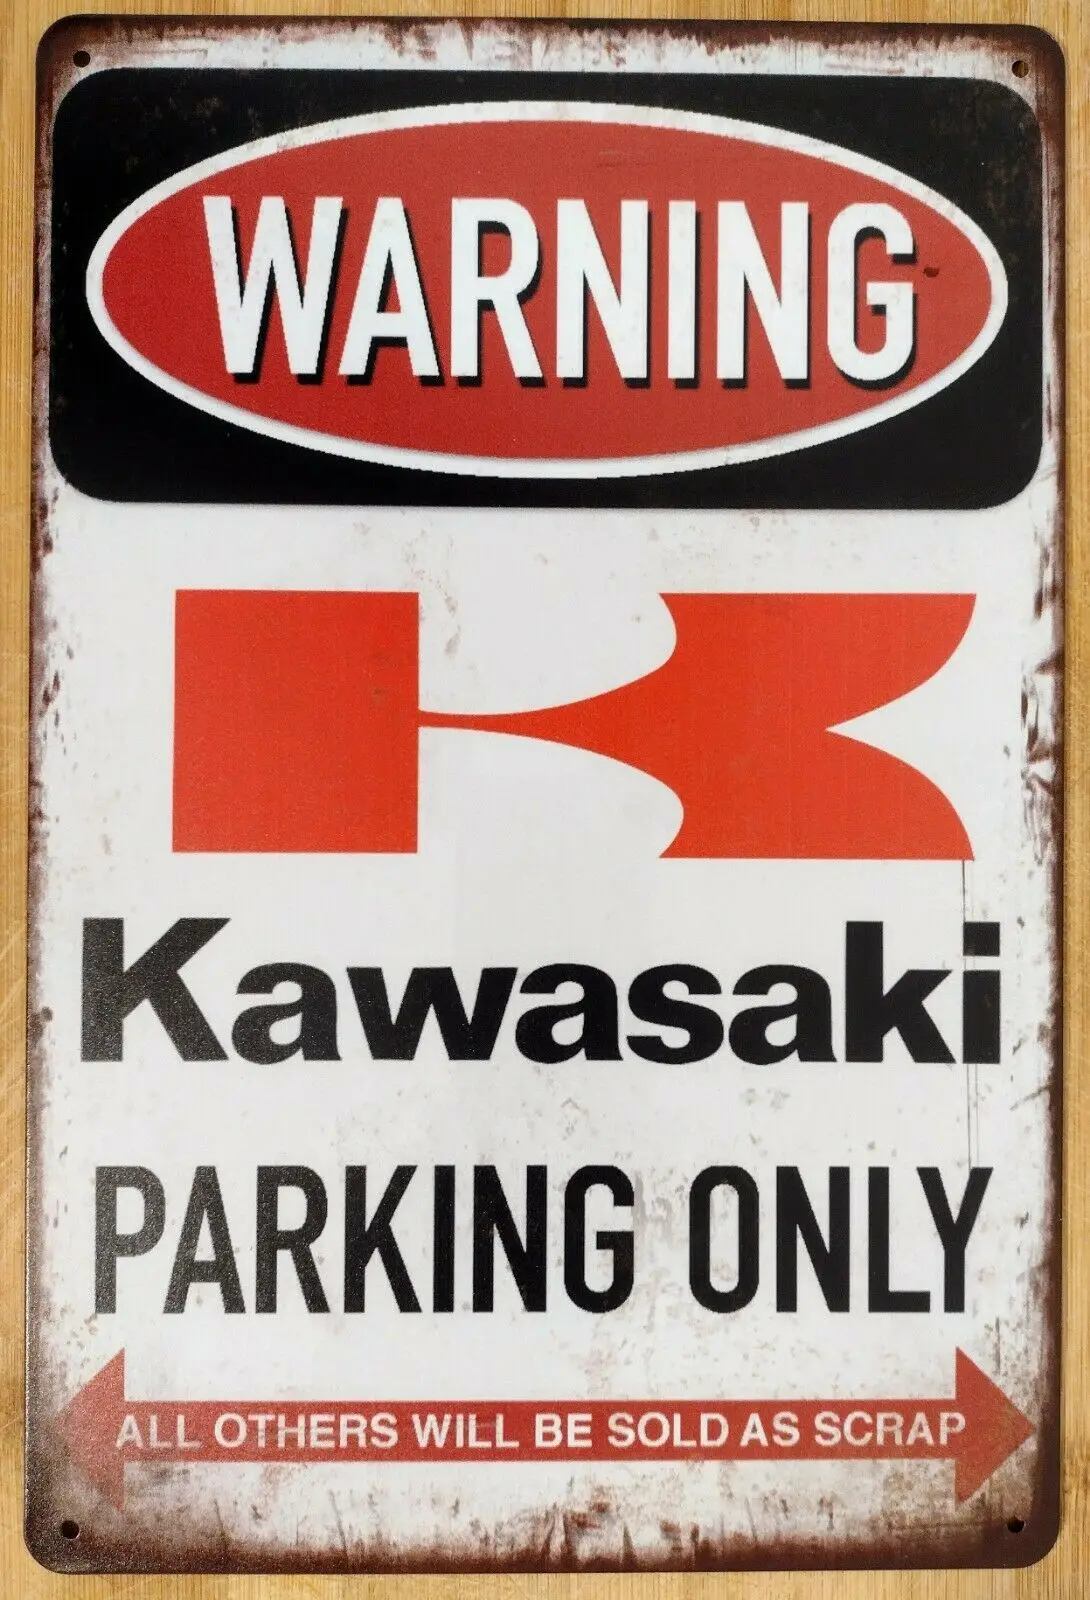 WARNING
Kawasaki
PARKING ONLY
ALL OTHERS WILL BE SOLD AS SCRAP